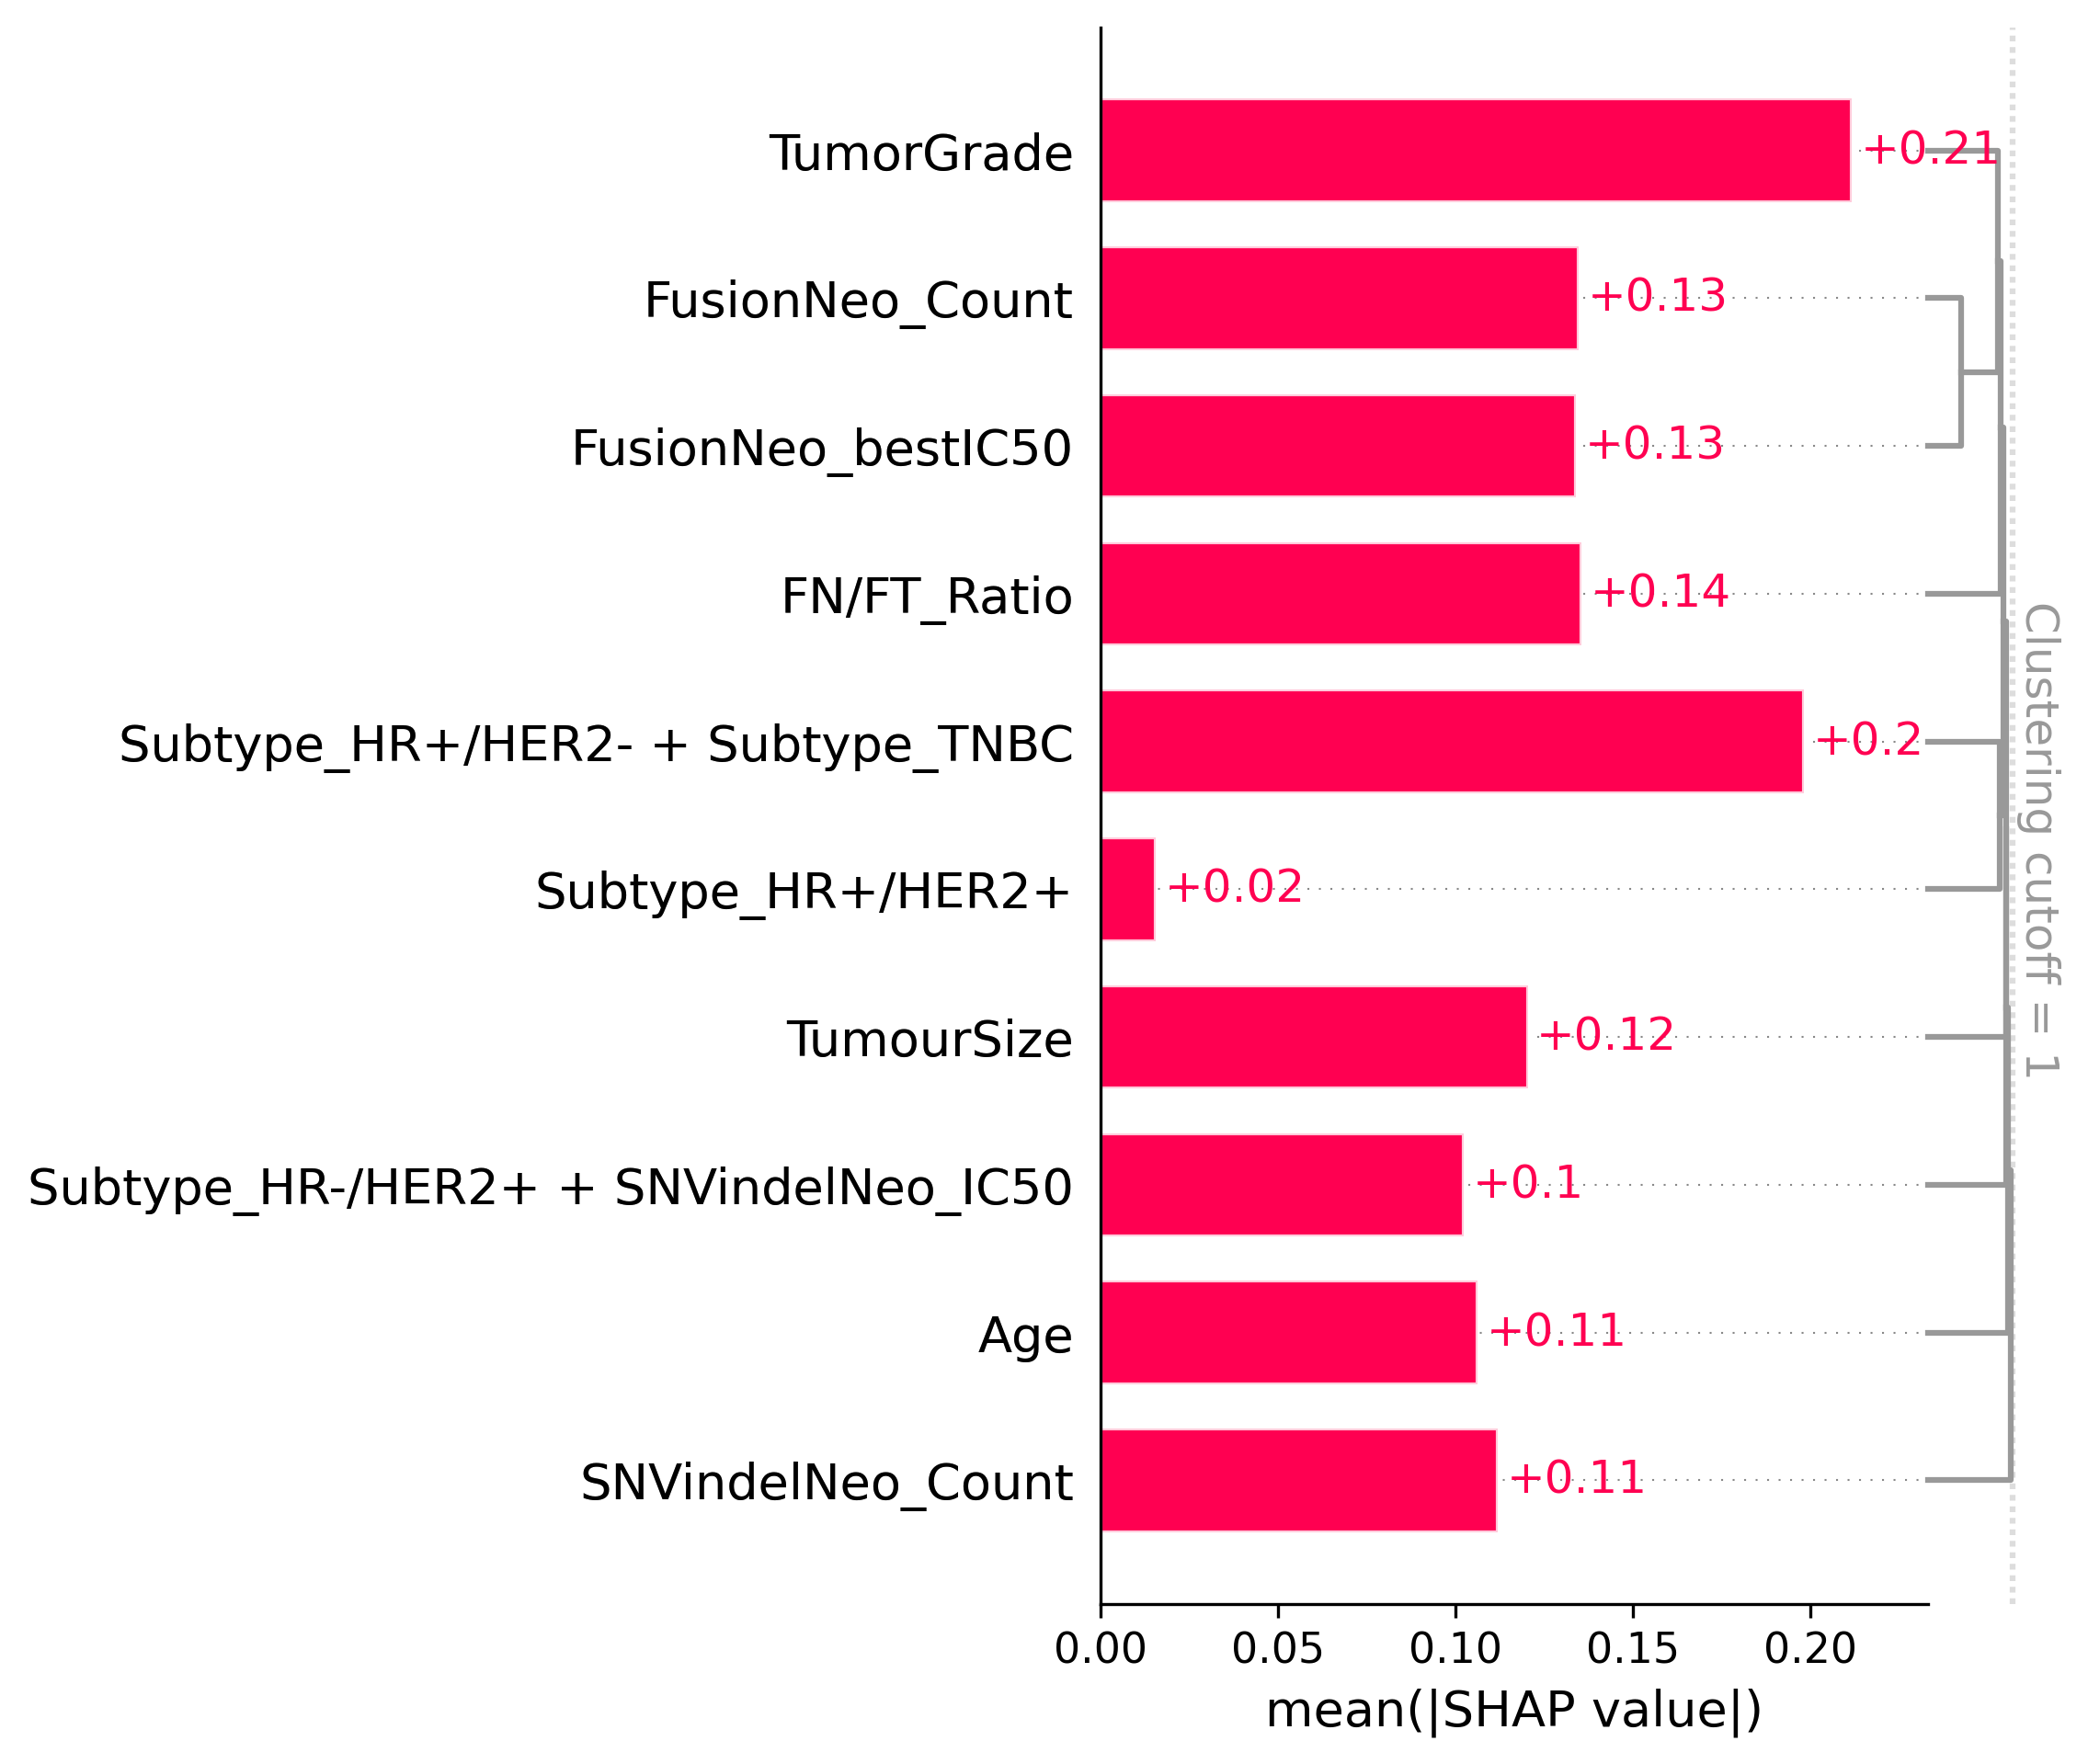 TumorGrade
+0.21
FusionNeo_Count
+0.13
FusionNeo_bestIC50
+0.13
FN/FT_Ratio
+0.14
Subtype_HR+/HER2- + Subtype_TNBC
+0.2
Subtype_HR+/HER2+
+0.02
TumourSize
+0.12
Subtype_HR-/HER2+ + SNVindelNeo_IC50
+0.1
Age
+0.11
SNVindelNeo_Count
+0.11
Clustering cutoff = 1
0.00 0.05 0.10 0.15 0.20
mean(|SHAP value|)